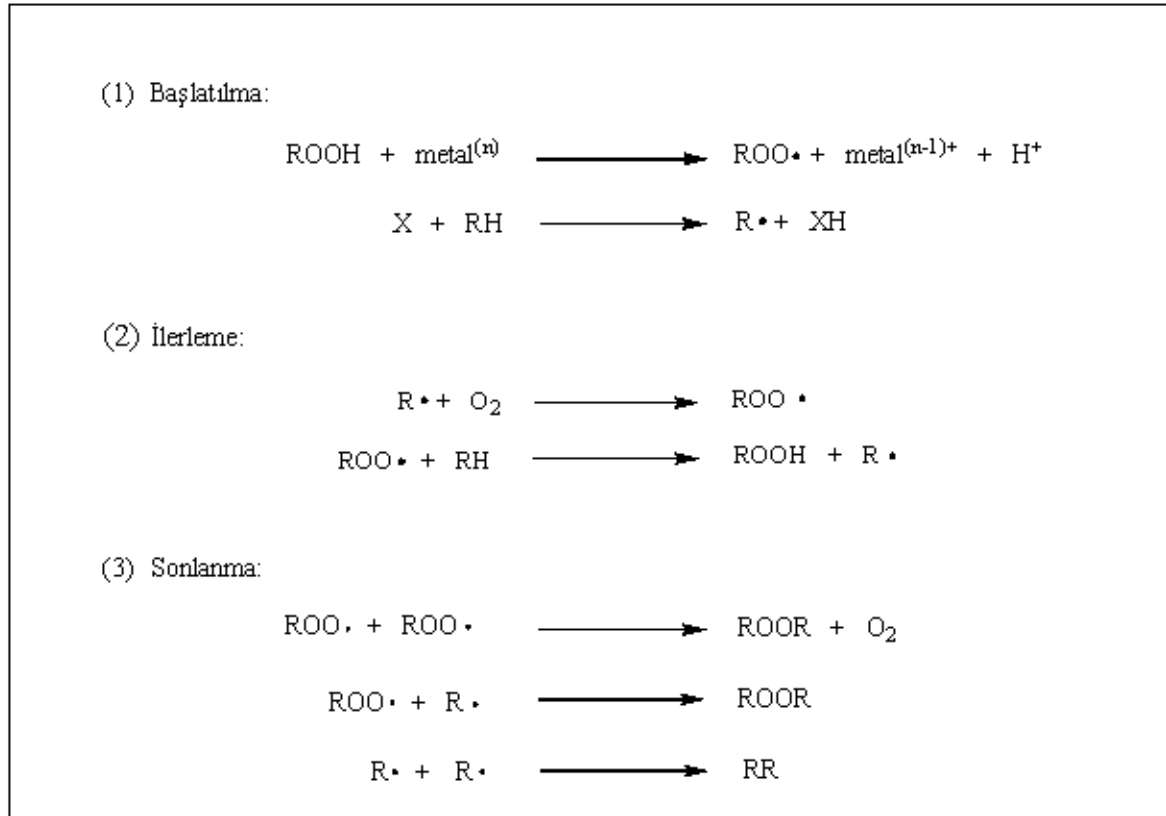 (1) Başlatılma:
ROOH + metal⁽ⁿ⁾ ⟶ ROO• + metal⁽ⁿ⁻¹⁾⁺ + H⁺
X + RH ⟶ R• + XH
(2) İlerleme:
R• + O₂ ⟶ ROO •
ROO• + RH ⟶ ROOH + R •
(3) Sonlanma:
ROO• + ROO• ⟶ ROOR + O₂
ROO• + R• ⟶ ROOR
R• + R• ⟶ RR